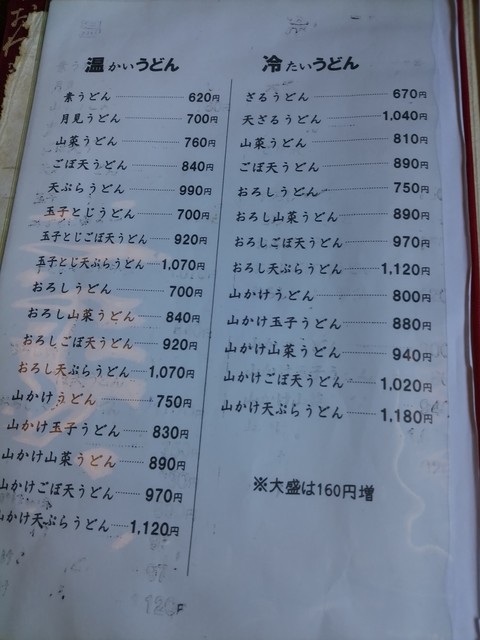 温かいうどん
素うどん 620円
月見うどん 700円
山菜うどん 760円
ごぼ天うどん 840円
天ぷらうどん 990円
玉子とじうどん 700円
玉子とじごぼ天うどん 920円
玉子とじ天ぷらうどん 1,070円
おろしうどん 700円
おろし山菜うどん 840円
おろしごぼ天うどん 920円
おろし天ぷらうどん 1,070円
山かけうどん 750円
山かけ玉子うどん 830円
山かけ山菜うどん 890円
山かけごぼ天うどん 970円
山かけ天ぷらうどん 1,120円
冷たいうどん
ざるうどん 670円
天ざるうどん 1,040円
山菜うどん 810円
ごぼ天うどん 890円
おろしうどん 750円
おろし山菜うどん 890円
おろしごぼ天うどん 970円
おろし天ぷらうどん 1,120円
山かけうどん 800円
山かけ玉子うどん 880円
山かけ山菜うどん 940円
山かけごぼ天うどん 1,020円
山かけ天ぷらうどん 1,180円
※大盛は160円増